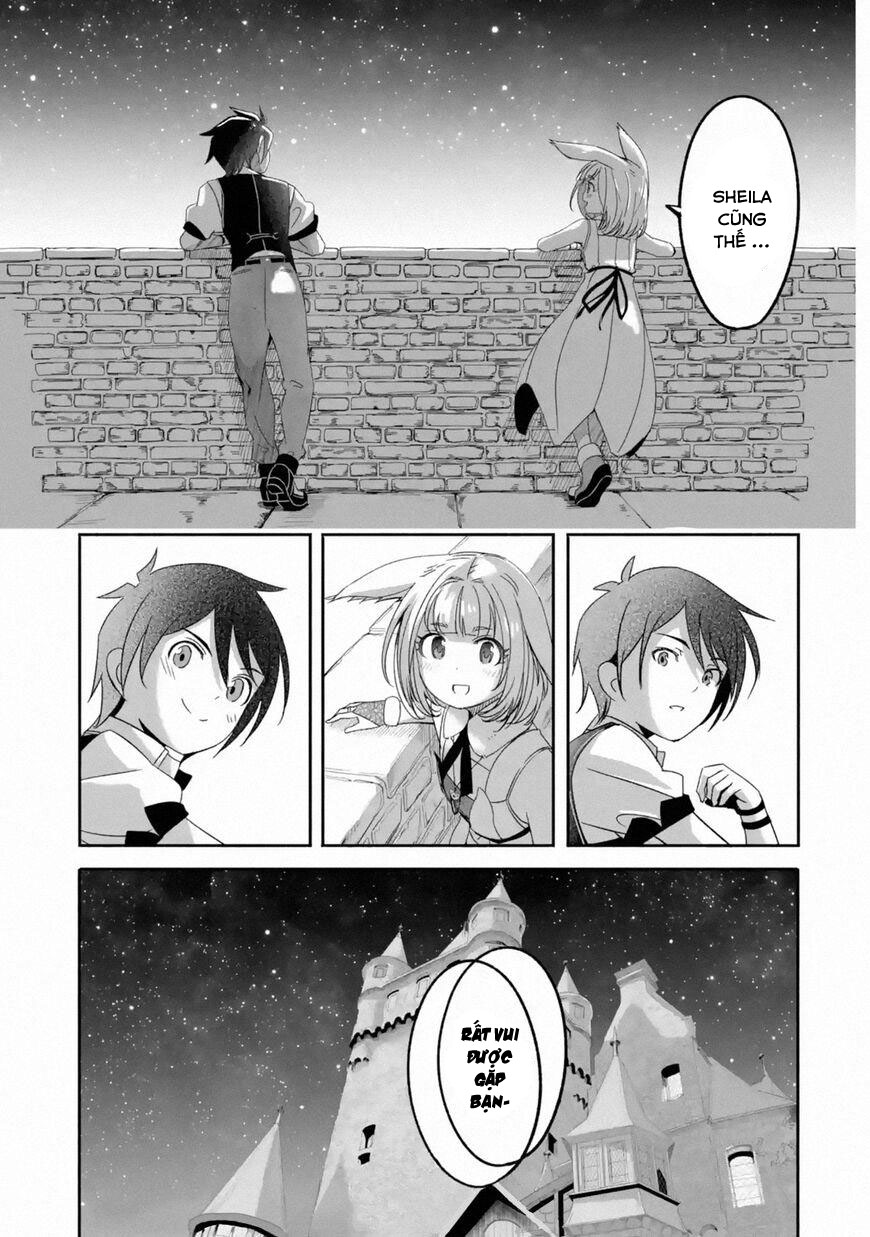 SHEILA
CŨNG
THẾ ...
RẤT VUI
ĐƯỢC
GẶP
BẠN-